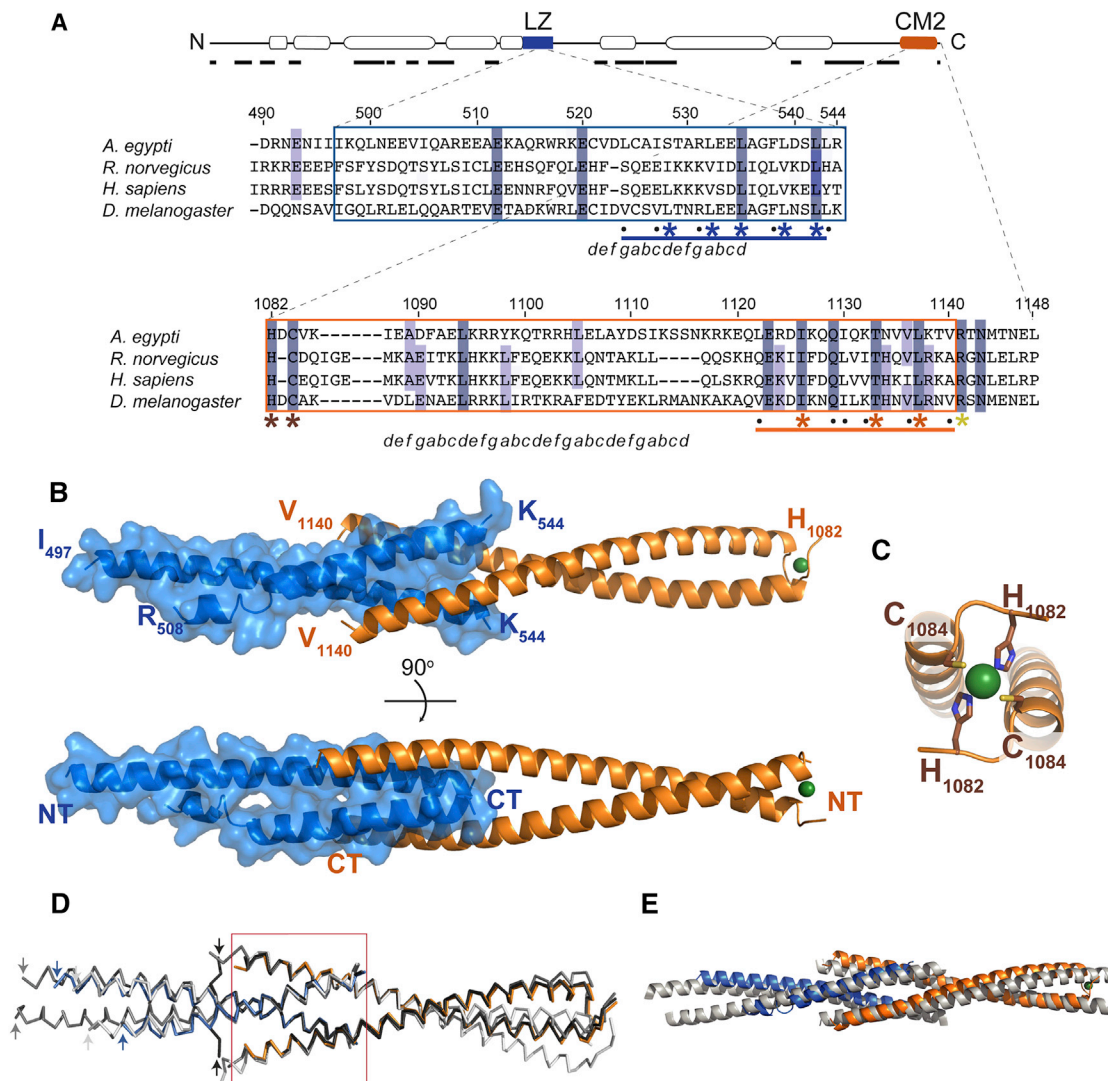 A
LZ
CM2
N
C
490 500 510 520 530 540 544
A. egypti -DRNENIIIKQLNEEVIQAREEAEKAQRWRKECVDLCAISTARLEELAGFLDSLLR
R. norvegicus IRKREEEPFSFYSDQTSYLSICLEEHSQFQLEHF-SQEEIKKKVIDLIQLVKDLHA
H. sapiens IRRREEESFSLYSDQTSYLSICLEENNRFQVEHF-SQEELKKKVSDLIQLVKELYT
D. melanogaster -DQQNSAVIGQLRLELQQARTEVETADKWRLECIDVCSVLTNRLEELAGFLNSLLK
defgabcdefgabcd
1082 1090 1100 1110 1120 1130 1140 1148
A. egypti HDCVK------IEADFAELKRRYKQTRRHLELAYDSIKSSNKRKEQLERDIKQQIQKTNVVLKTVRTNMTNEL
R. norvegicus H-CDQIGE---MKAEITKLHKKLFEQEKKLQNTAKLL---QQSKHQEKIIFDQLVITHQVLRKARGNLELRP
H. sapiens H-CEQIGE---MKAEVTKLHKKLFEQEKKLQNTMKLL---QLSKRQEKVIFDQLVVTHKILRKARGNLELRP
D. melanogaster HDCAK------VDLENAELRRKLIRTKRAFEDTYEKLRMANKAKAQVEKDIKNQILKTHNVLRNVRSNMENEL
defgabcdefgabcdefgabcdefgabcd
B
V1140
K544
H1082
I497
R508
V1140
K544
C
H1082
C1084
C1084
H1082
90°
NT
CT
CT
NT
D
E